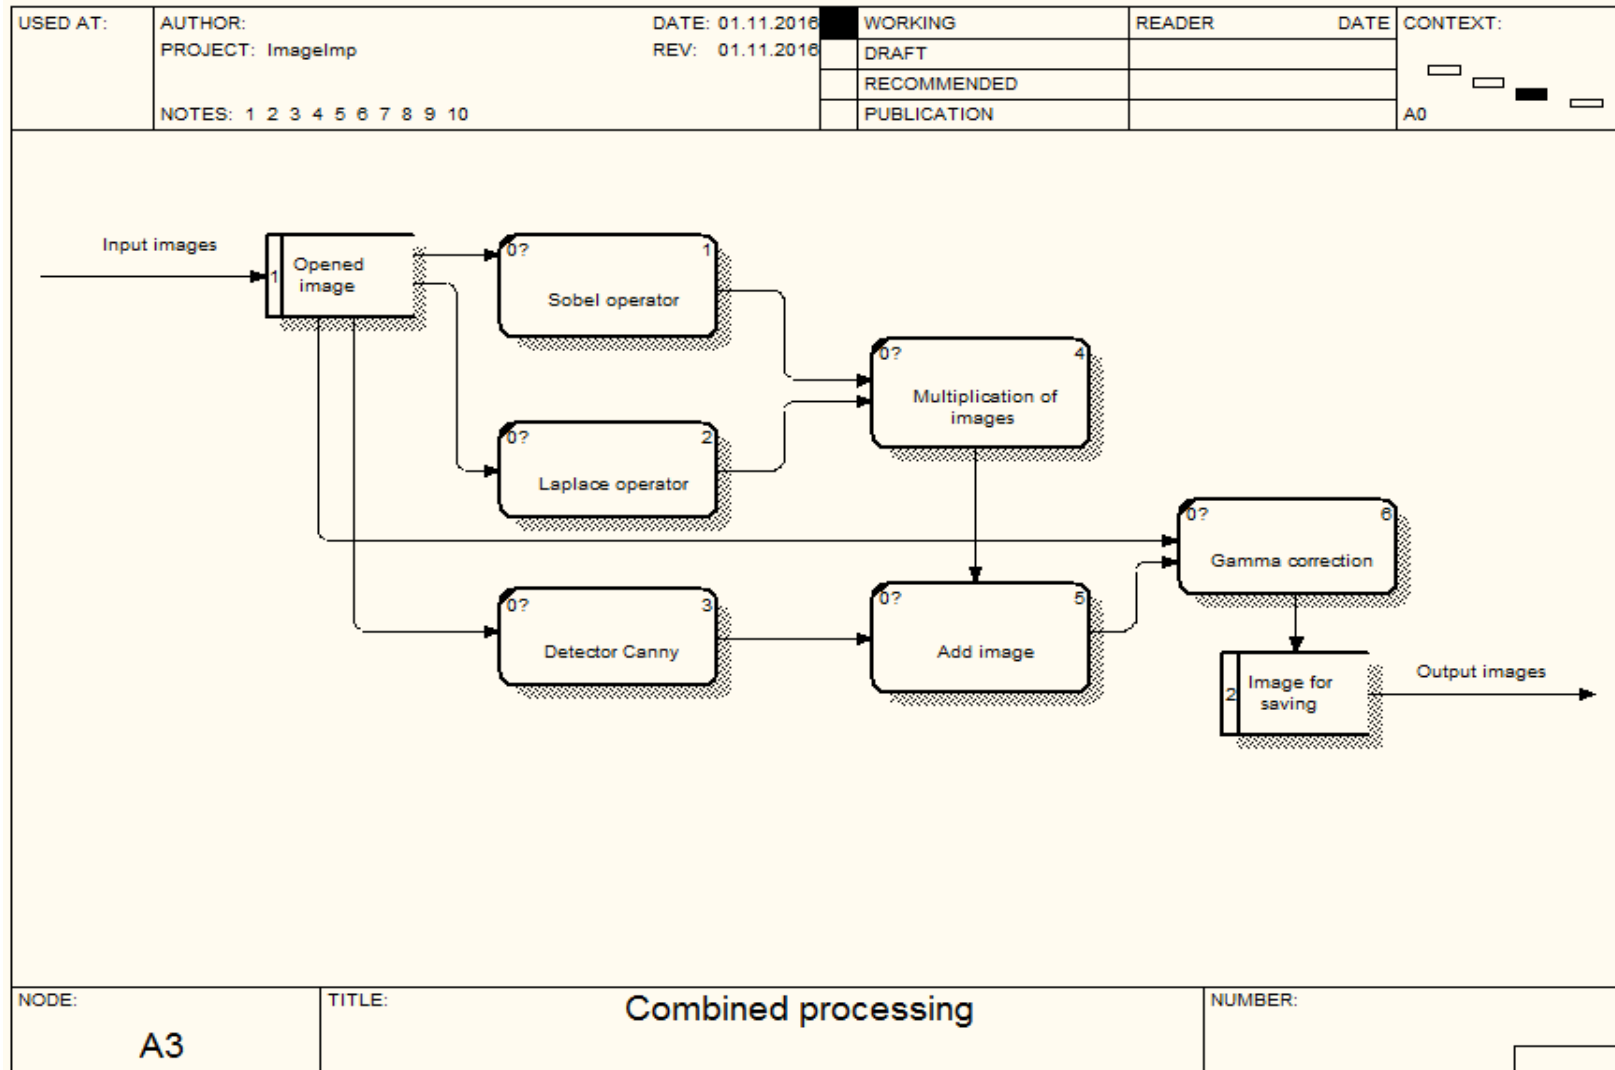 USED AT:
AUTHOR:
DATE: 01.11.2016
PROJECT: ImageImp
REV: 01.11.2016
NOTES: 1 2 3 4 5 6 7 8 9 10
WORKING
DRAFT
RECOMMENDED
PUBLICATION
READER
DATE
CONTEXT:
A0
Input images
1
Opened
image
0?
1
Sobel operator
0?
2
Laplace operator
0?
3
Detector Canny
0?
4
Multiplication of
images
0?
5
Add image
0?
6
Gamma correction
2
Image for
saving
Output images
NODE:
A3
TITLE:
Combined processing
NUMBER: